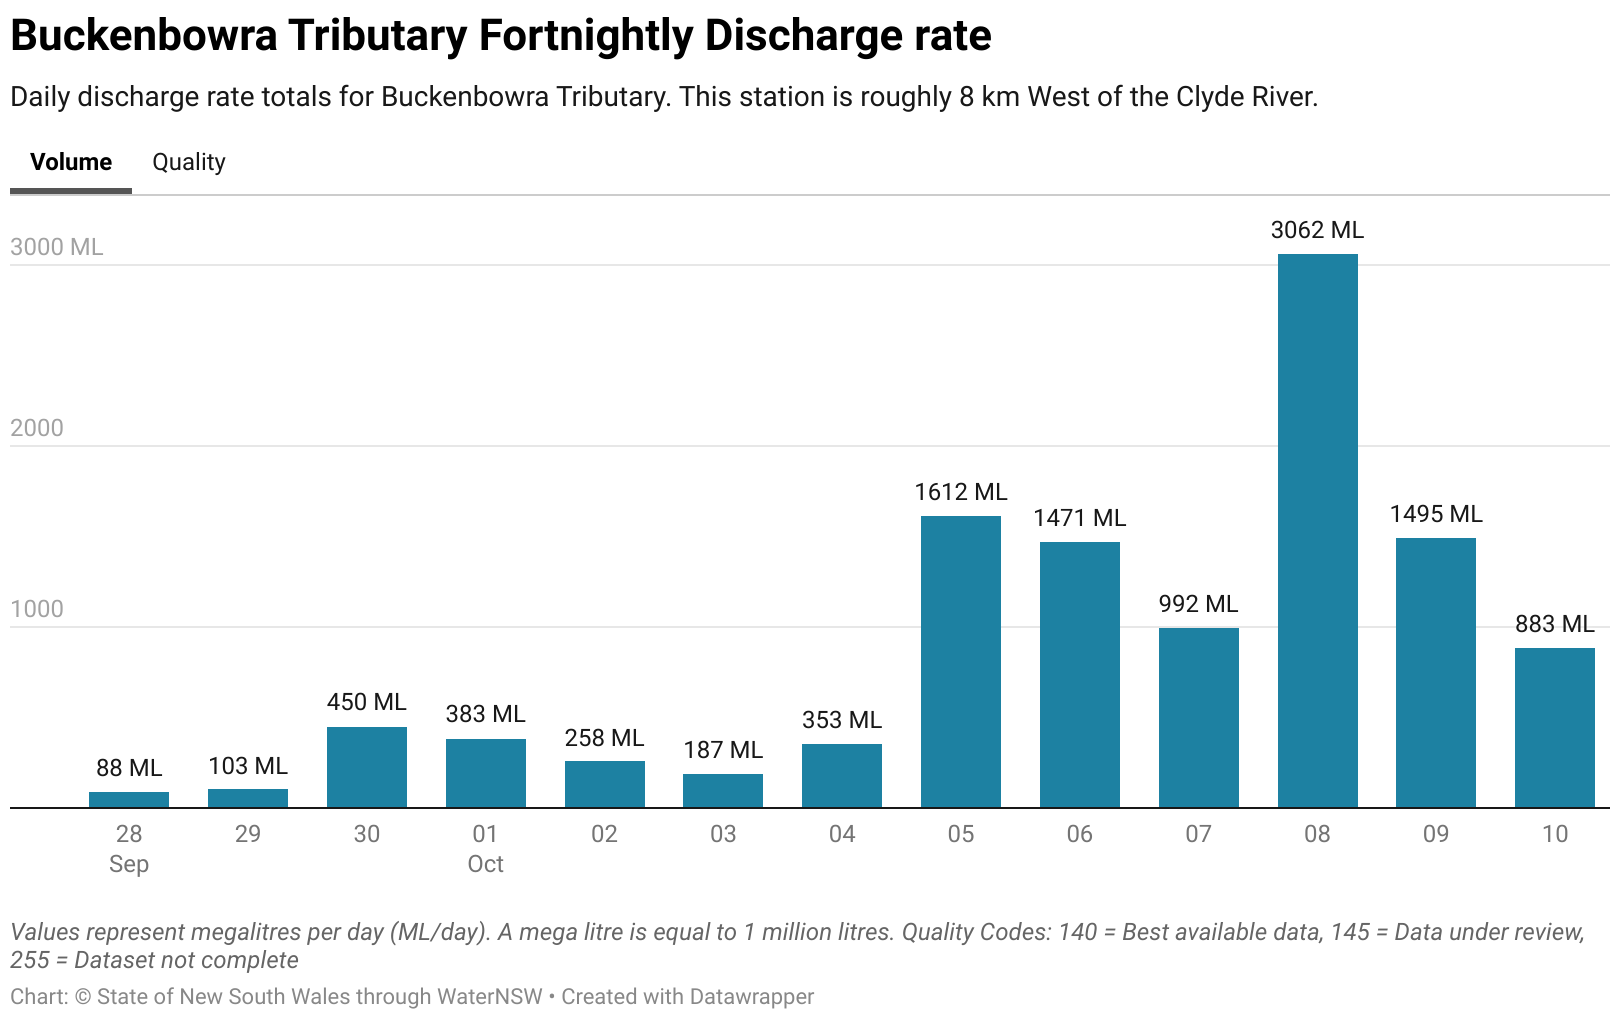 Buckenbowra Tributary Fortnightly Discharge rate
Daily discharge rate totals for Buckenbowra Tributary. This station is roughly 8 km West of the Clyde River.
Volume Quality
3000 ML
2000
1000
88 ML
103 ML
450 ML
383 ML
258 ML
187 ML
353 ML
1612 ML
1471 ML
992 ML
3062 ML
1495 ML
883 ML
28 29 30 01 02 03 04 05 06 07 08 09 10
Sep Oct
Values represent megalitres per day (ML/day). A mega litre is equal to 1 million litres. Quality Codes: 140 = Best available data, 145 = Data under review,
255 = Dataset not complete
Chart: © State of New South Wales through WaterNSW • Created with Datawrapper